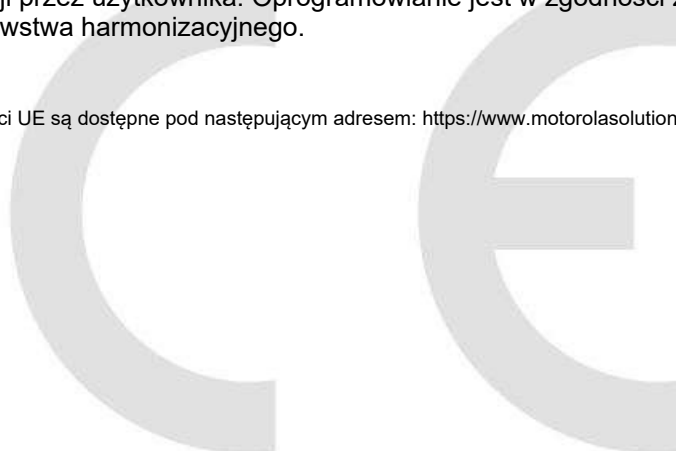 ji przez użytkownika. Oprogramowanie jest w zgodności z
wstwa harmonizacyjnego.
ci UE są dostępne pod następującym adresem: https://www.motorolasolution